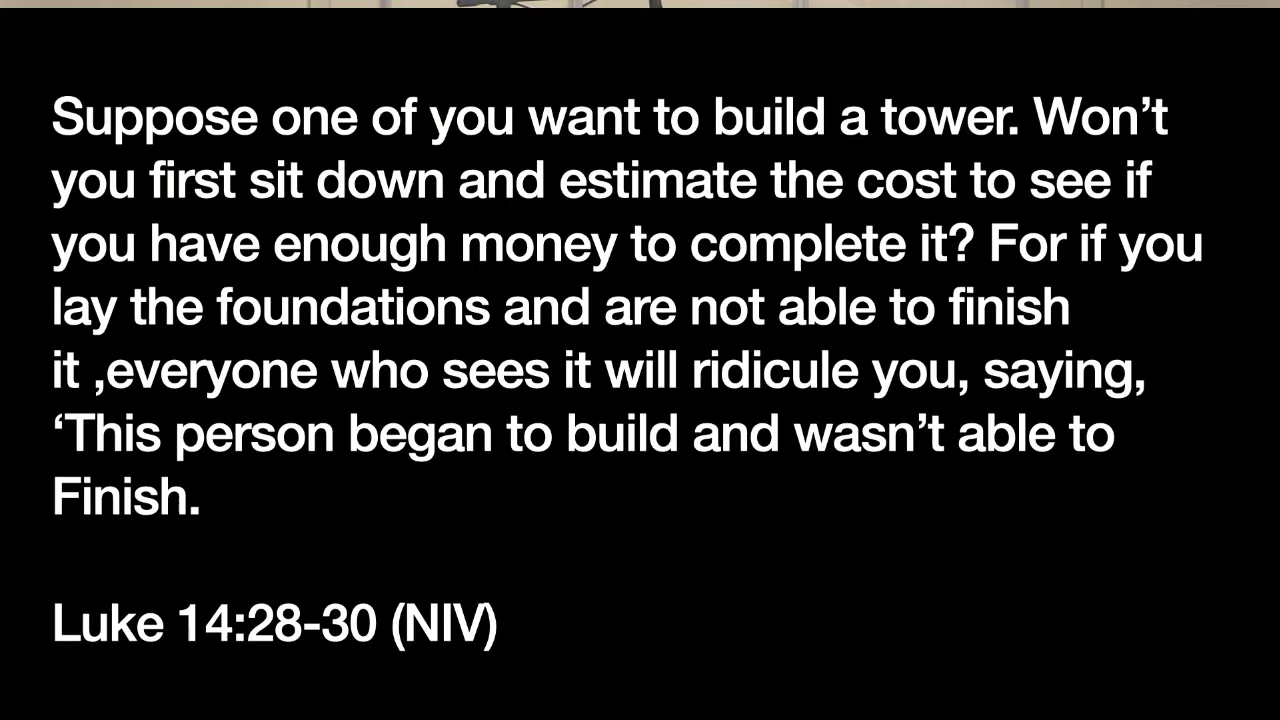 Suppose one of you want to build a tower. Won’t
you first sit down and estimate the cost to see if
you have enough money to complete it? For if you
lay the foundations and are not able to finish
it ,everyone who sees it will ridicule you, saying,
‘This person began to build and wasn’t able to
Finish.
Luke 14:28-30 (NIV)